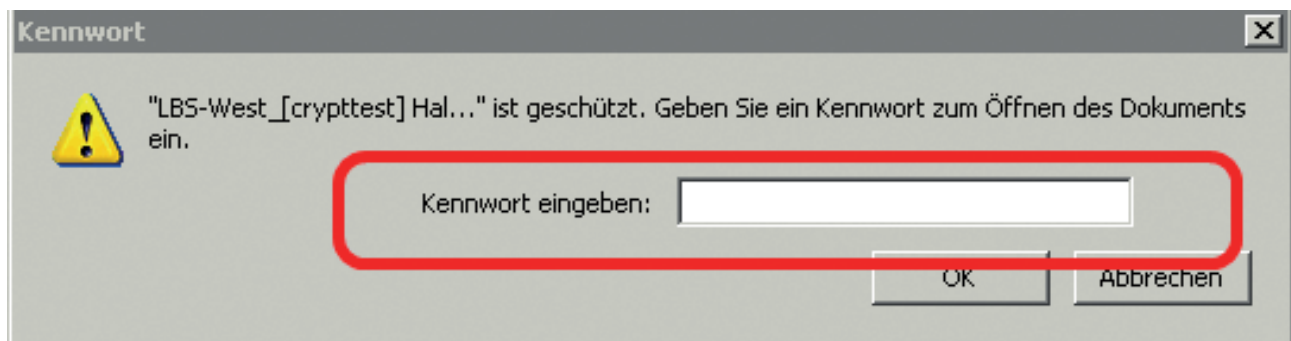 Kennwort
"LBS-West_[crypttest] Hal..." ist geschützt. Geben Sie ein Kennwort zum Öffnen des Dokuments
ein.
Kennwort eingeben:
OK Abbrechen